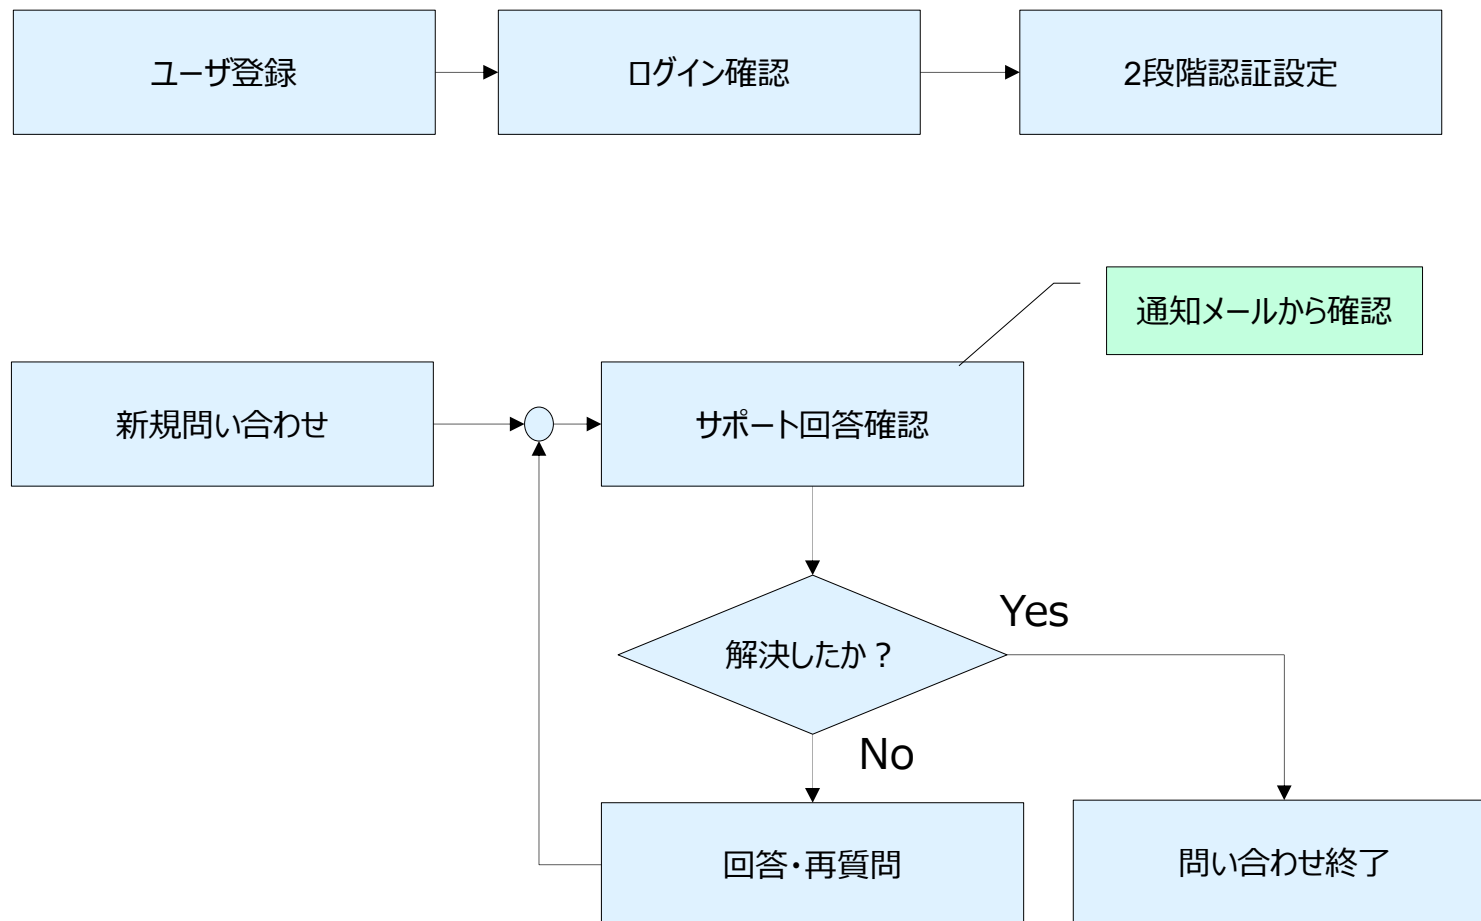 ユーザ登録
ログイン確認
2段階認証設定
通知メールから確認
新規問い合わせ
サポート回答確認
解決したか？
Yes
No
回答・再質問
問い合わせ終了